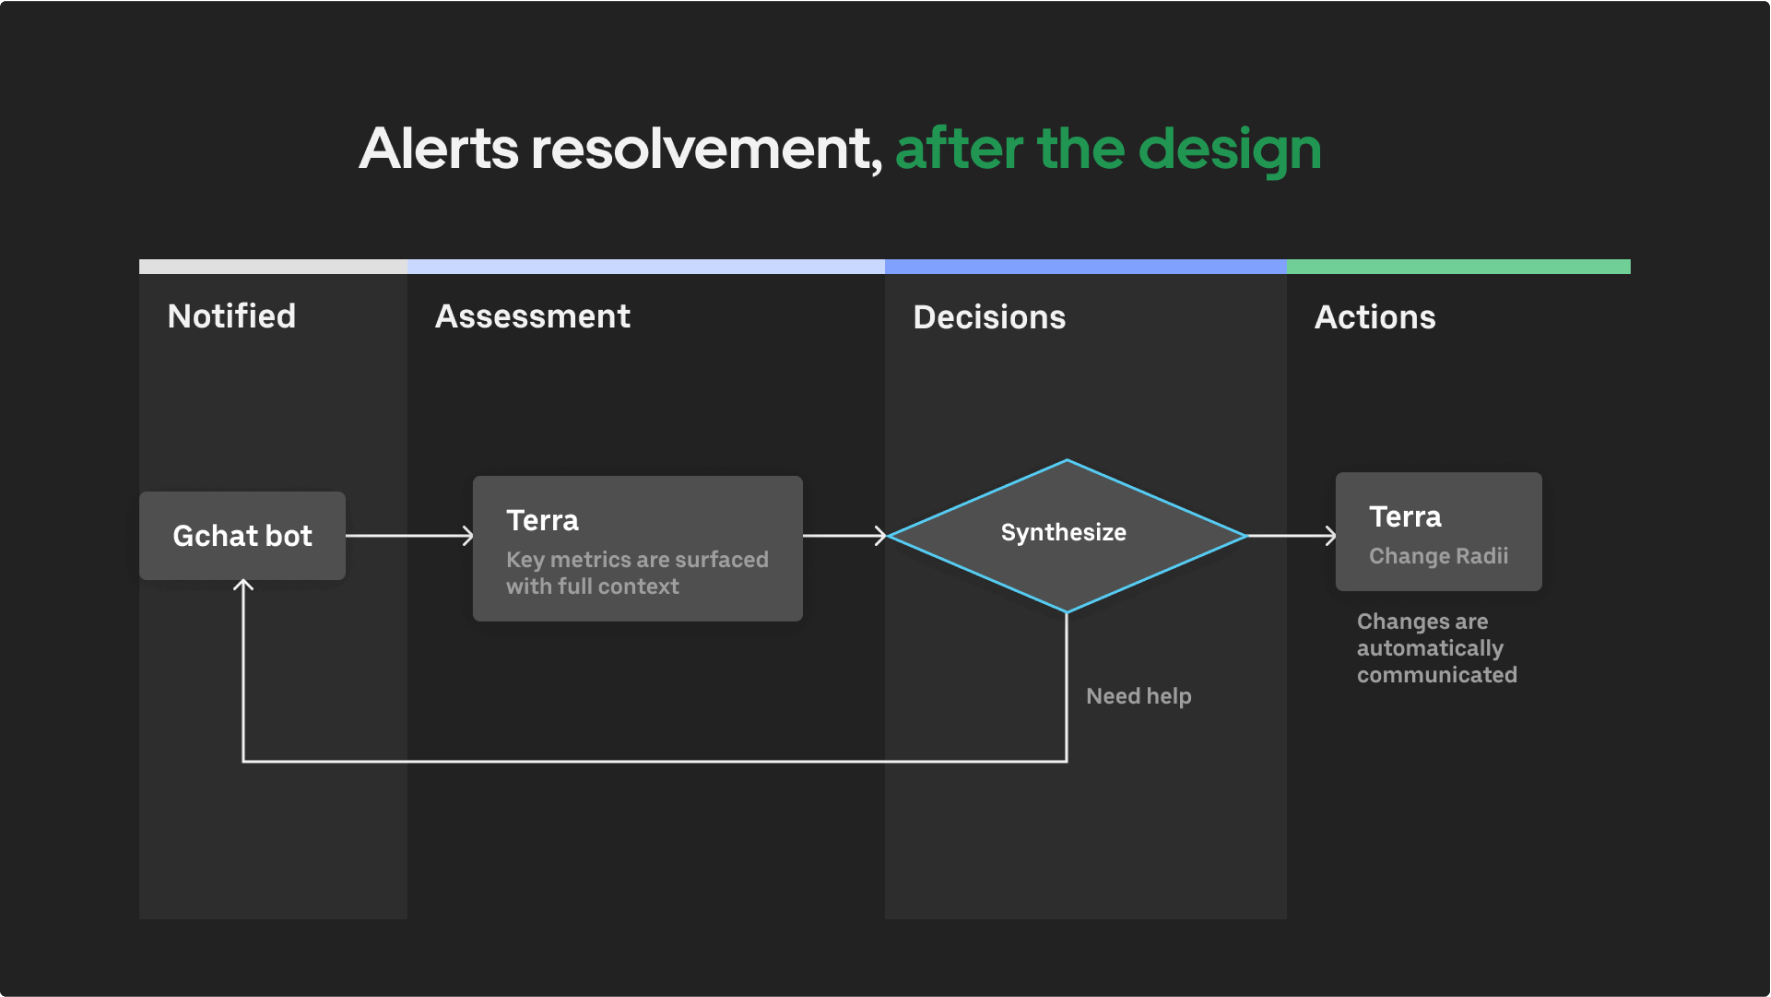 Alerts resolvement, after the design
Notified
Assessment
Decisions
Actions
Gchat bot
Terra
Key metrics are surfaced
with full context
Synthesize
Need help
Terra
Change Radii
Changes are
automatically
communicated